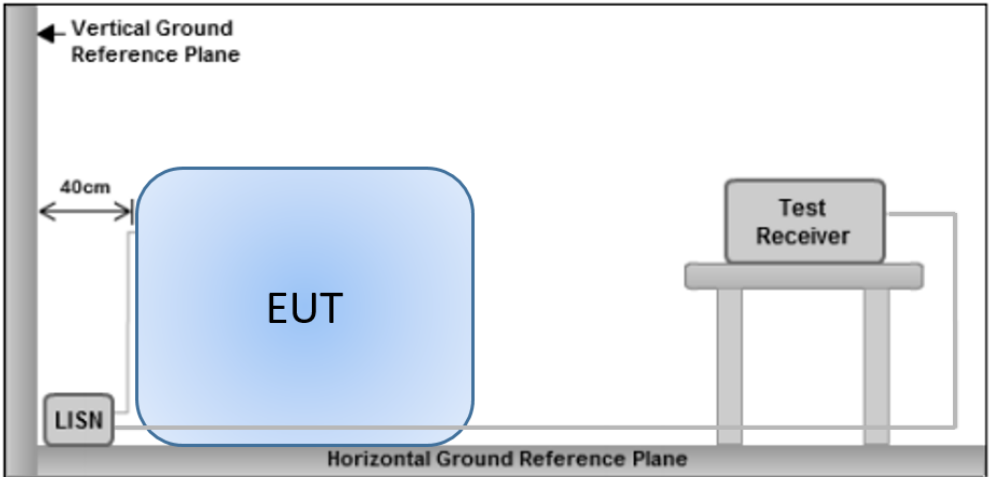 Vertical Ground
Reference Plane
40cm
Test
Receiver
EUT
LISN
Horizontal Ground Reference Plane